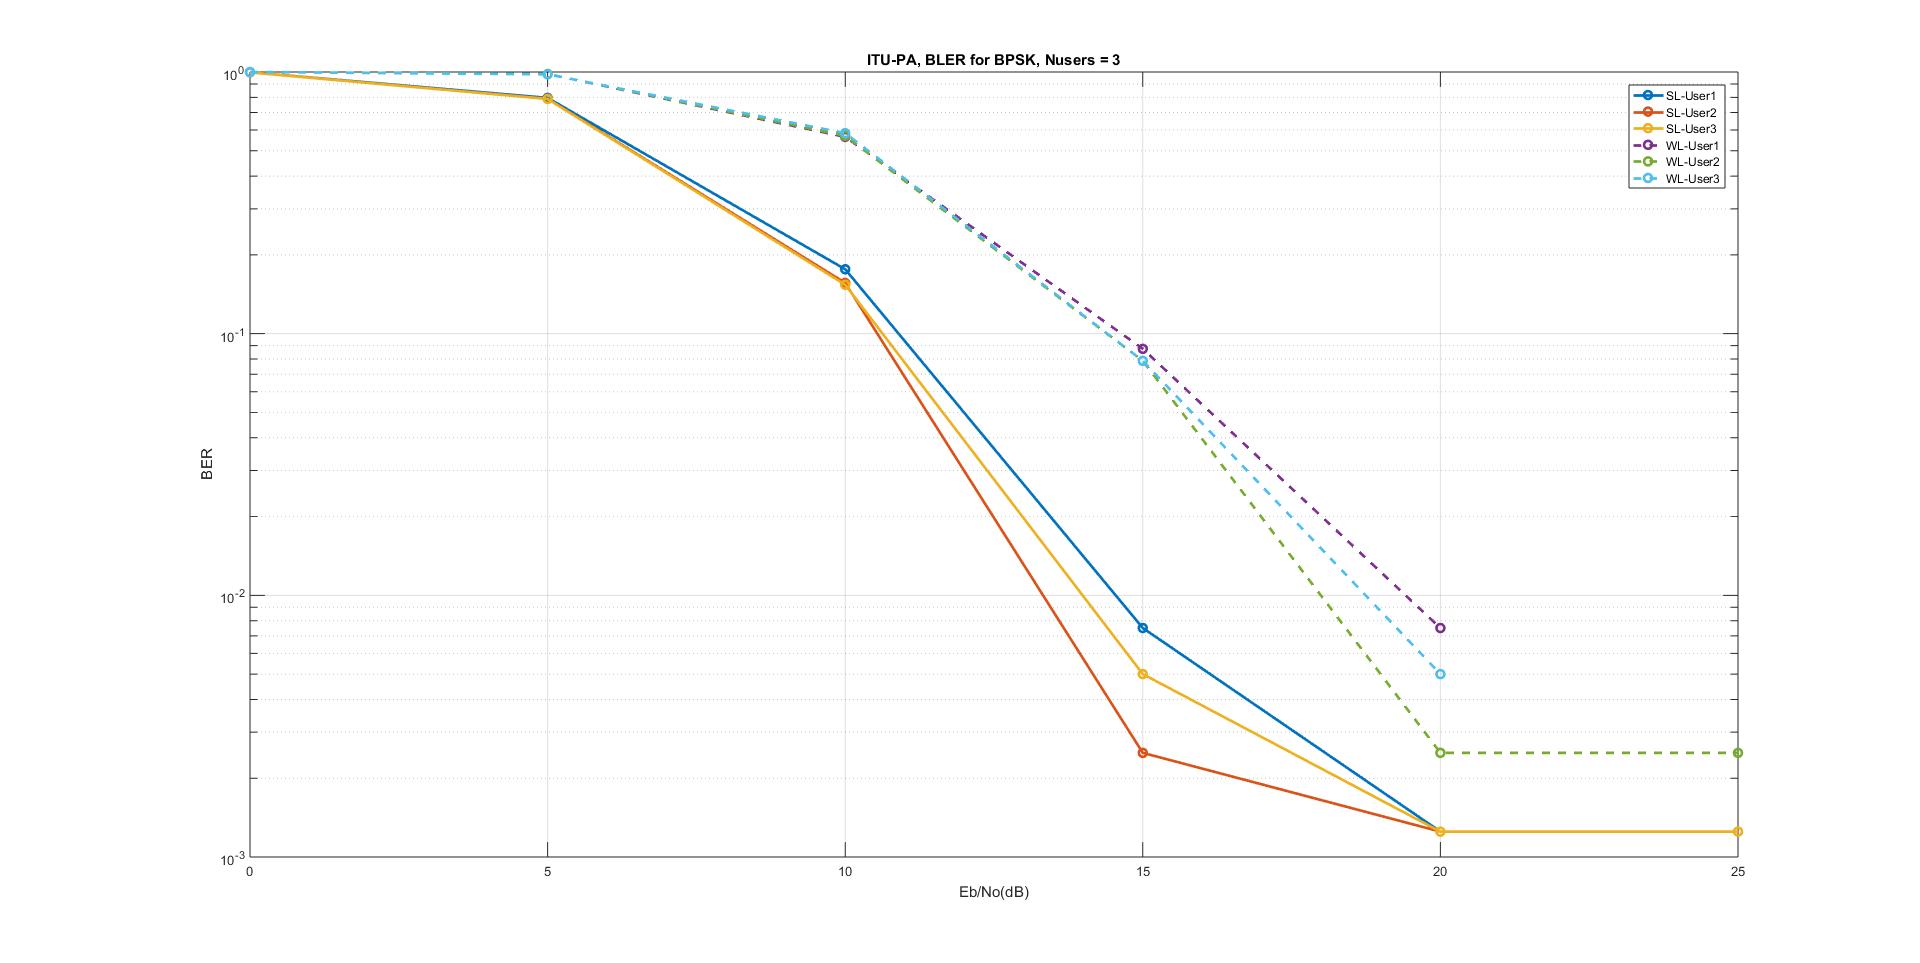 ITU-PA, BLER for BPSK, Nusers = 3
10^0
10^-1
10^-2
10^-3
BER
SL-User1
SL-User2
SL-User3
WL-User1
WL-User2
WL-User3
0 5 10 15 20 25
Eb/No(dB)